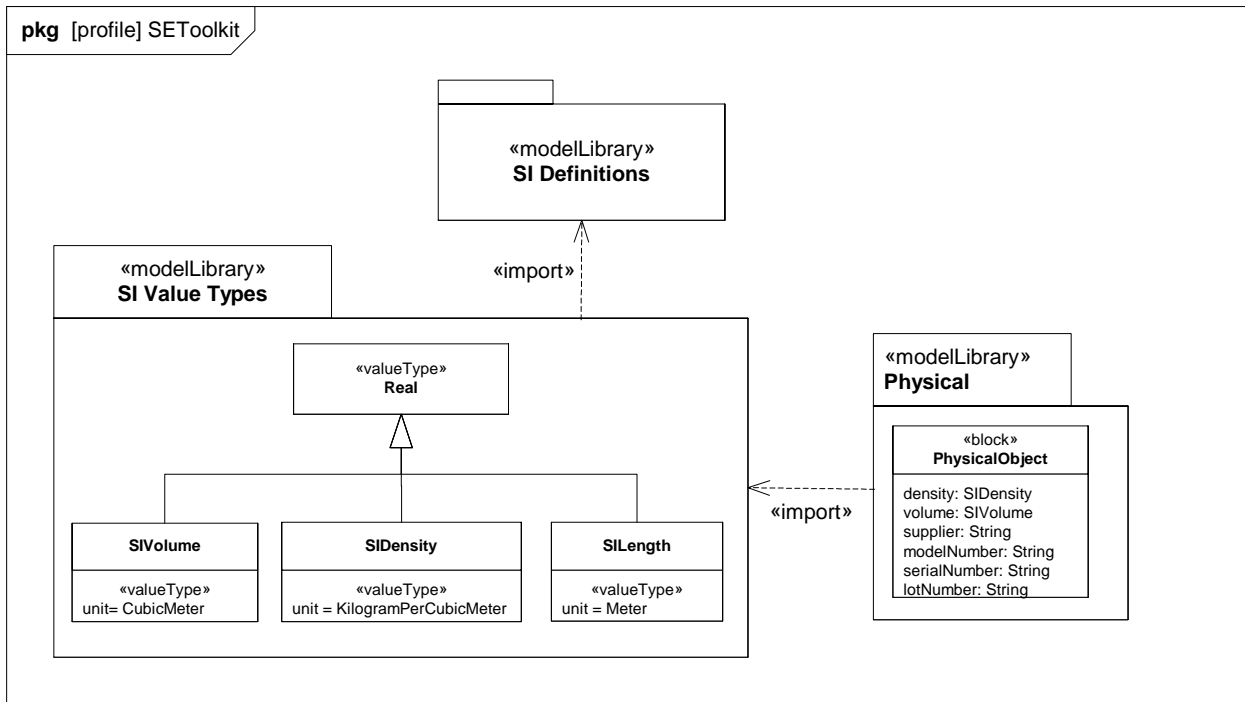 pkg [profile] SEToolkit
«modelLibrary»
SI Definitions
«import»
«modelLibrary»
SI Value Types
«valueType»
Real
SIVolume
«valueType»
unit= CubicMeter
SIDensity
«valueType»
unit = KilogramPerCubicMeter
SILength
«valueType»
unit = Meter
«import»
«modelLibrary»
Physical
«block»
PhysicalObject
density: SIDensity
volume: SIVolume
supplier: String
modelNumber: String
serialNumber: String
lotNumber: String